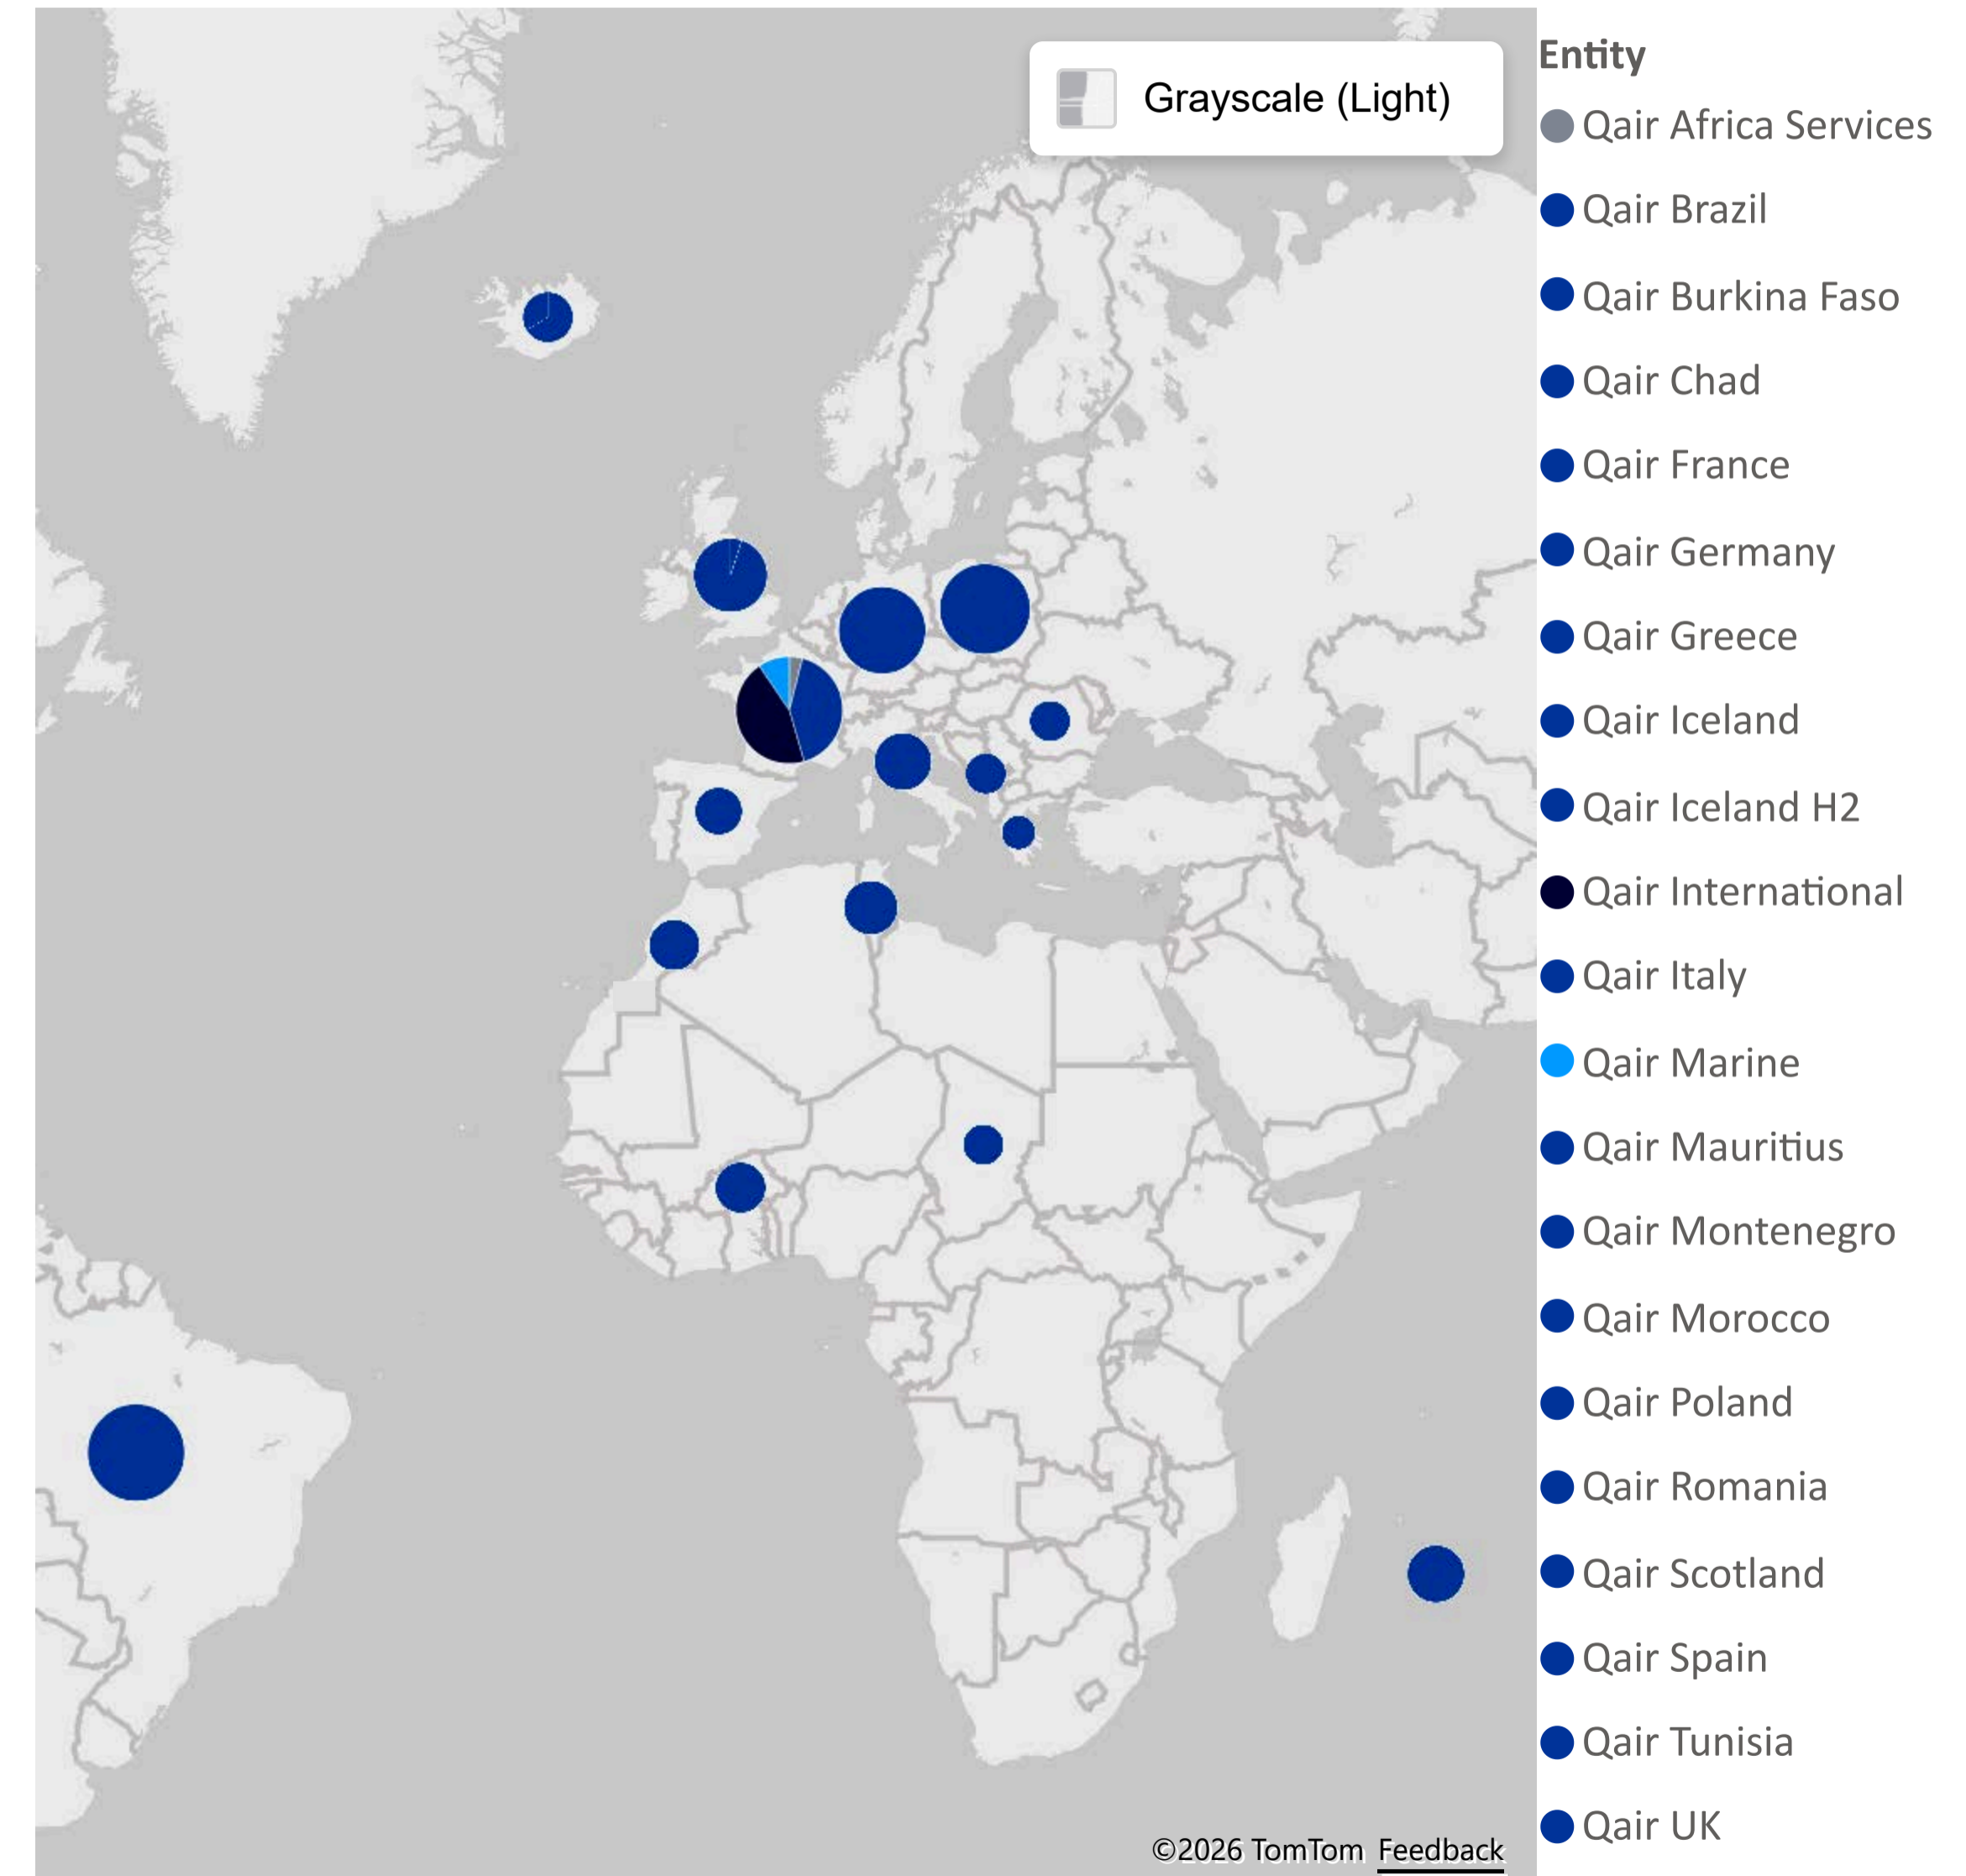 Grayscale (Light)
Entity
Qair Africa Services
Qair Brazil
Qair Burkina Faso
Qair Chad
Qair France
Qair Germany
Qair Greece
Qair Iceland
Qair Iceland H2
Qair International
Qair Italy
Qair Marine
Qair Mauritius
Qair Montenegro
Qair Morocco
Qair Poland
Qair Romania
Qair Scotland
Qair Spain
Qair Tunisia
Qair UK
©2026 TomTom Feedback